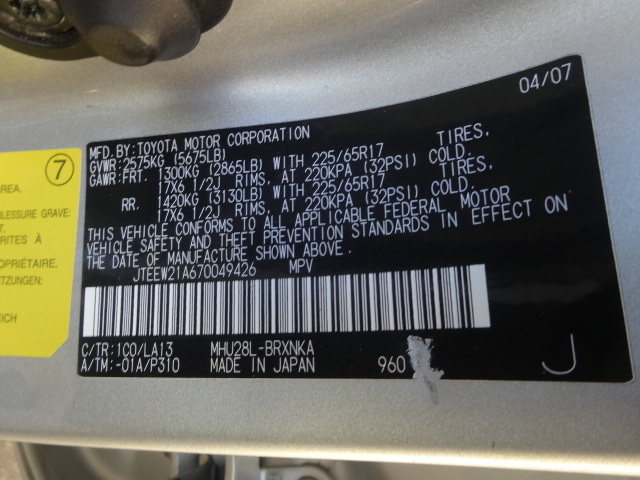 04/07
MFD.BY:TOYOTA MOTOR CORPORATION
GVWR:2575KG (5675LB)
GAWR:FRT. 1300KG (2865LB) WITH 225/65R17 TIRES,
17X6 1/2J RIMS, AT 220KPA (32PSI) COLD.
RR. 1420KG (3130LB) WITH 225/65R17 TIRES,
17X6 1/2J RIMS, AT 220KPA (32PSI) COLD.
THIS VEHICLE CONFORMS TO ALL APPLICABLE FEDERAL MOTOR
VEHICLE SAFETY AND THEFT PREVENTION STANDARDS IN EFFECT ON
THE DATE OF MANUFACTURE SHOWN ABOVE.
JTEEW21A670049426 MPV
C/TR:1C0/LA13 MHU28L-BRXNKA
A/TM:-01A/P310 MADE IN JAPAN 960 J
7
AREA.
BLESSURE GRAVE
T.
RITES À
PROPRIÉTAIRE.
TZUNGEN:
EICH